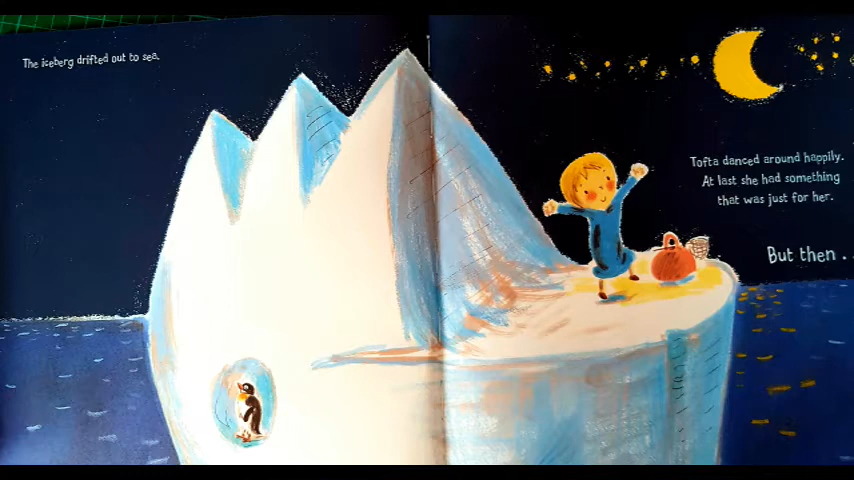 The iceberg drifted out to sea.
Tofta danced around happily.
At last she had something
that was just for her.
But then . .